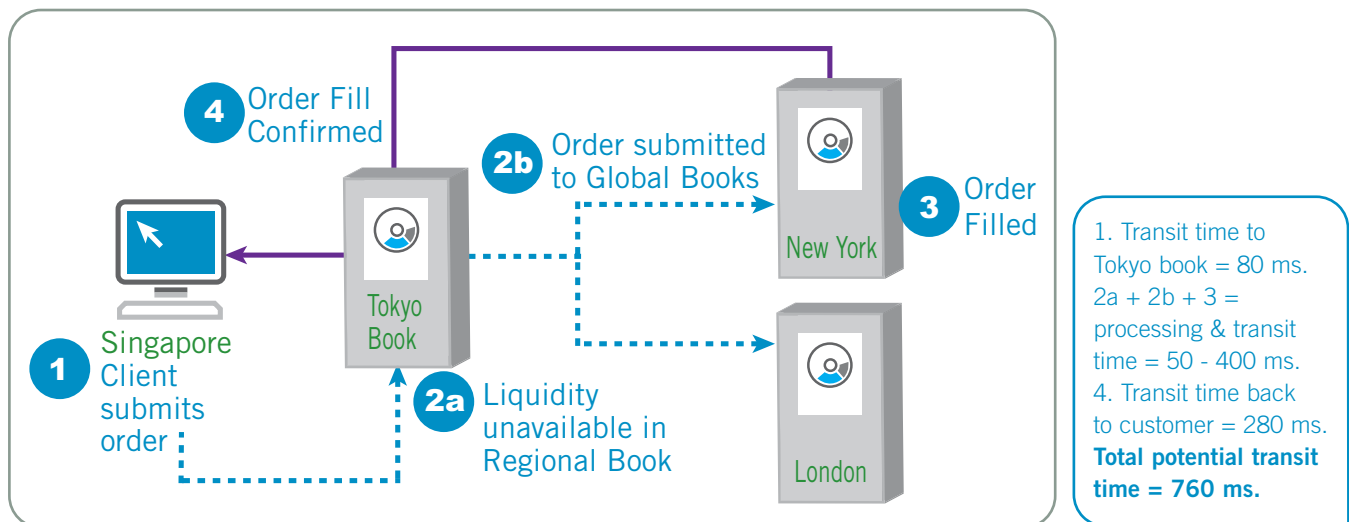 4
Order Fill
Confirmed
2b
Order submitted
to Global Books
3
Order
Filled
New York
Tokyo
Book
1
Singapore
Client
submits
order
2a
Liquidity
unavailable in
Regional Book
London
1. Transit time to
Tokyo book = 80 ms.
2a + 2b + 3 =
processing & transit
time = 50 - 400 ms.
4. Transit time back
to customer = 280 ms.
Total potential transit
time = 760 ms.